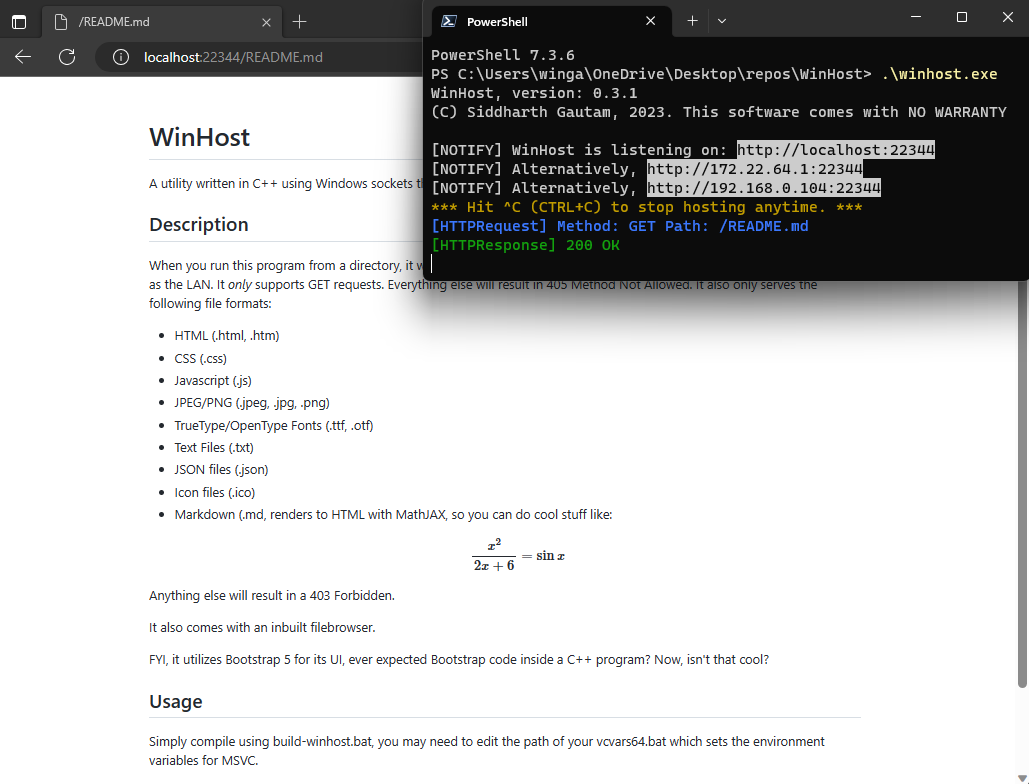 /README.md
localhost:22344/README.md
PowerShell
PowerShell 7.3.6
PS C:\Users\winga\OneDrive\Desktop\repos\WinHost> .\winhost.exe
WinHost, version: 0.3.1
(C) Siddharth Gautam, 2023. This software comes with NO WARRANTY
[NOTIFY] WinHost is listening on: http://localhost:22344
[NOTIFY] Alternatively, http://172.22.64.1:22344
[NOTIFY] Alternatively, http://192.168.0.104:22344
*** Hit ^C (CTRL+C) to stop hosting anytime. ***
[HTTPRequest] Method: GET Path: /README.md
[HTTPResponse] 200 OK
WinHost
A utility written in C++ using Windows sockets
Description
When you run this program from a directory, it
as the LAN. It only supports GET requests. Everything else will result in 405 Method Not Allowed. It also only serves the
following file formats:
• HTML (.html, .htm)
• CSS (.css)
• Javascript (.js)
• JPEG/PNG (.jpeg, .jpg, .png)
• TrueType/OpenType Fonts (.ttf, .otf)
• Text Files (.txt)
• JSON files (.json)
• Icon files (.ico)
• Markdown (.md, renders to HTML with MathJAX, so you can do cool stuff like:
x²
2x + 6 = sin x
Anything else will result in a 403 Forbidden.
It also comes with an inbuilt filebrowser.
FYI, it utilizes Bootstrap 5 for its UI, ever expected Bootstrap code inside a C++ program? Now, isn't that cool?
Usage
Simply compile using build-winhost.bat, you may need to edit the path of your vcvars64.bat which sets the environment
variables for MSVC.